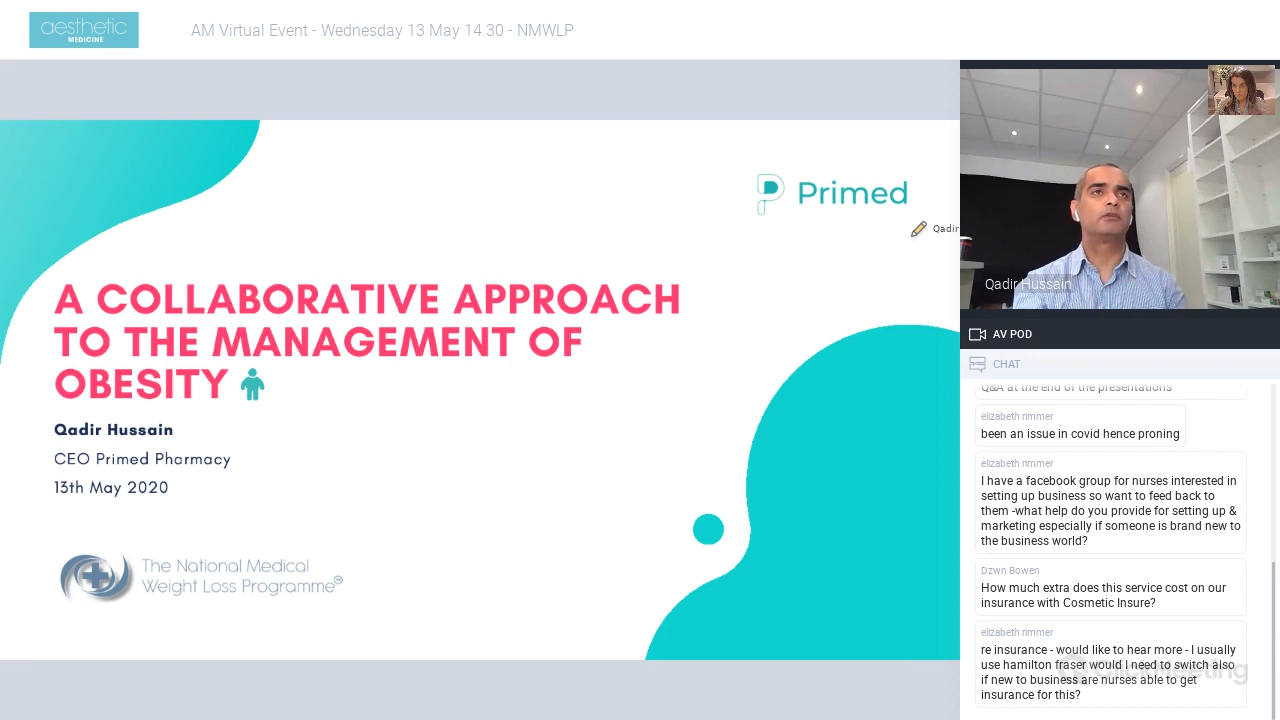 aesthetic
MEDICINE
AM Virtual Event - Wednesday 13 May 14.30 - NMWLP
Primed
Qadir
A COLLABORATIVE APPROACH
TO THE MANAGEMENT OF
OBESITY
Qadir Hussain
CEO Primed Pharmacy
13th May 2020
The National Medical
Weight Loss Programme
Qadir Hussain
AV POD
CHAT
Q&A at the end of the presentations
elizabeth rimmer
been an issue in covid hence proning
elizabeth rimmer
I have a facebook group for nurses interested in
setting up business so want to feed back to
them -what help do you provide for setting up &
marketing especially if someone is brand new to
the business world?
Dzwn Bowen
How much extra does this service cost on our
insurance with Cosmetic Insure?
elizabeth rimmer
re insurance - would like to hear more - I usually
use hamilton fraser would I need to switch also
if new to business are nurses able to get
insurance for this?
ClickMeeting